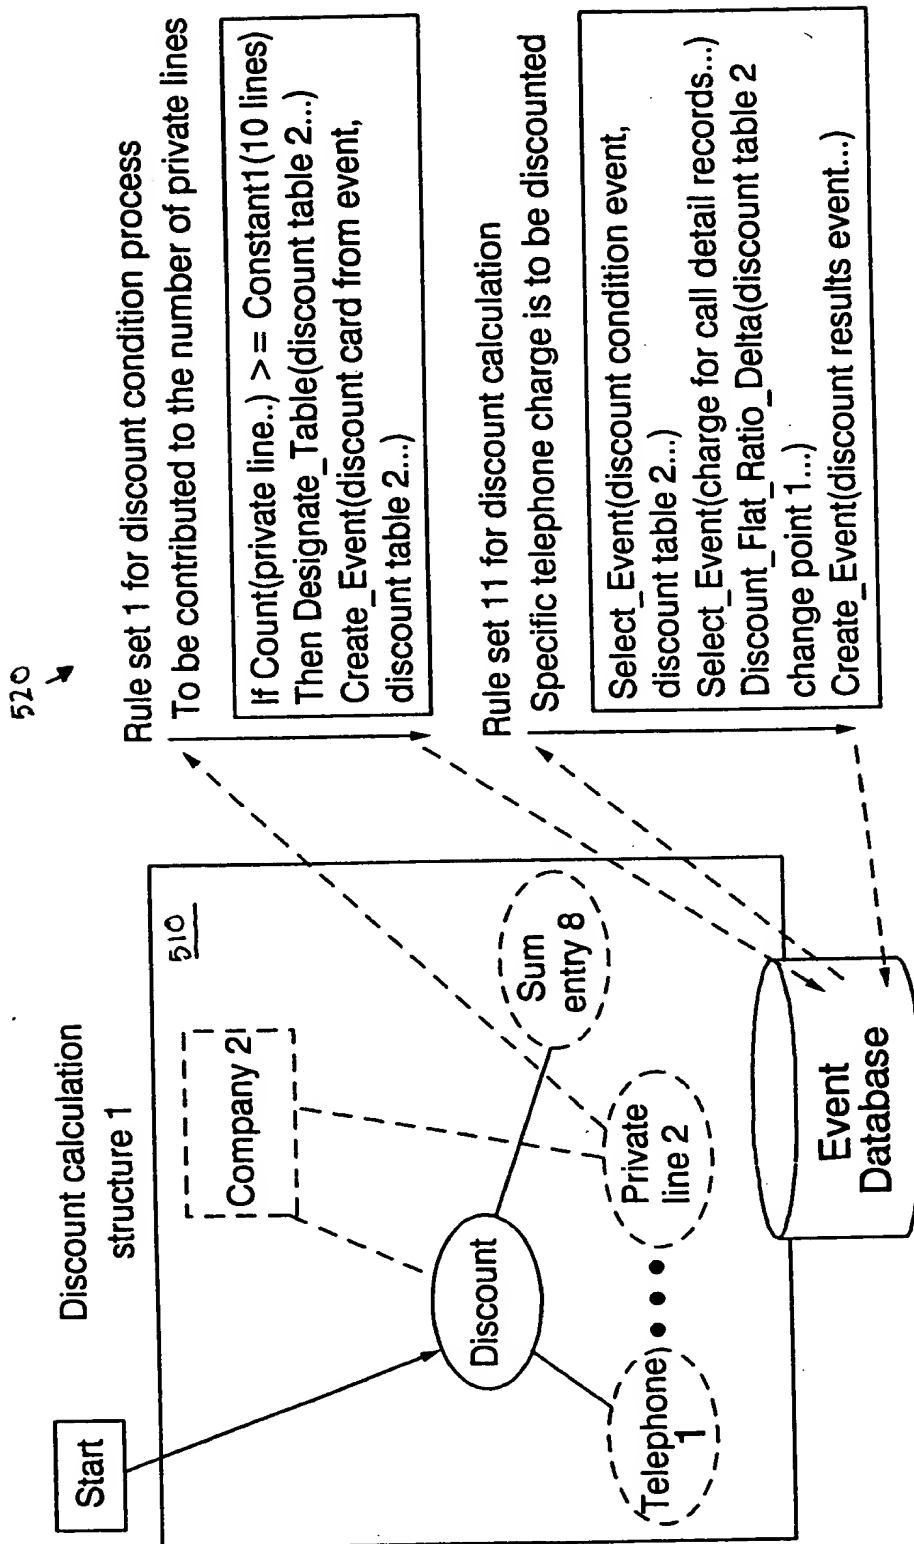 520
Discount calculation
structure 1
Start
510
Company 2
Discount
Sum
entry 8
Telephone
1
Private
line 2
Event
Database
Rule set 1 for discount condition process
To be contributed to the number of private lines
If Count(private line..) >= Constant1(10 lines)
Then Designate_Table(discount table 2...)
Create_Event(discount card from event,
discount table 2...)
Rule set 11 for discount calculation
Specific telephone charge is to be discounted
Select_Event(discount condition event,
discount table 2...)
Select_Event(charge for call detail records...)
Discount_Flat_Ratio_Delta(discount table 2
change point 1...)
Create_Event(discount results event...)